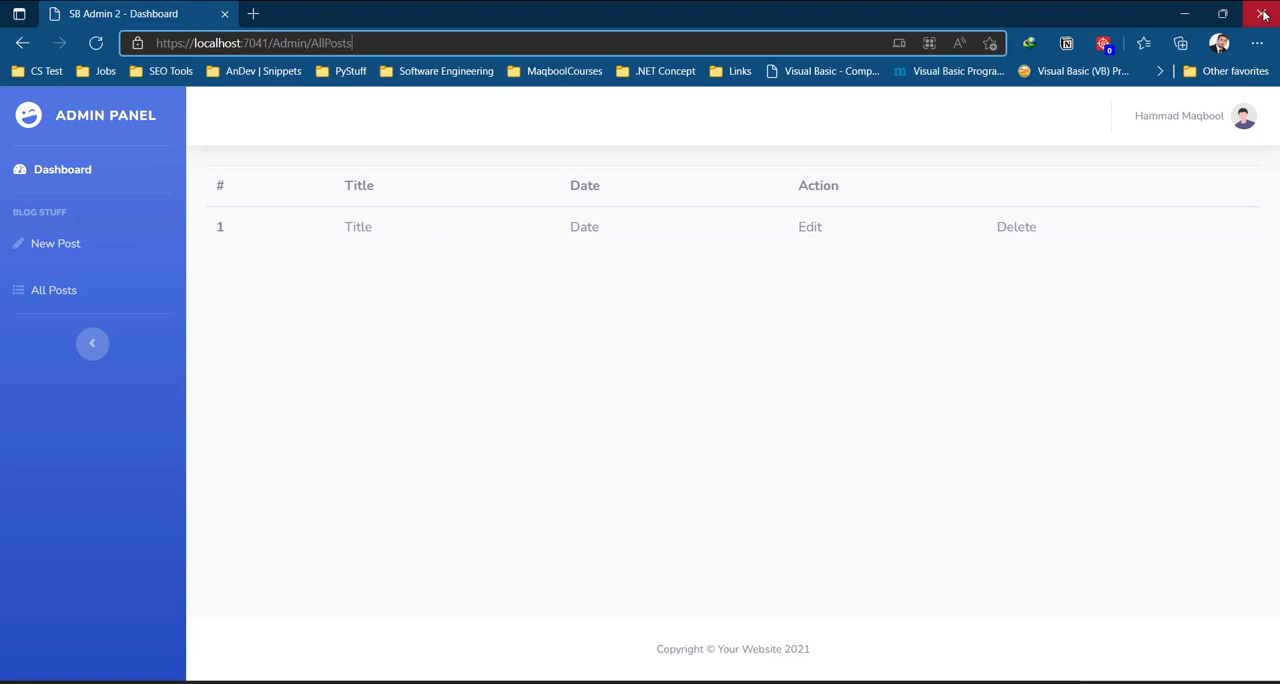 SB Admin 2 - Dashboard
https://localhost:7041/Admin/AllPosts
0
CS Test
Jobs
SEO Tools
AnDev | Snippets
PyStuff
Software Engineering
MaqboolCourses
.NET Concept
Links
Visual Basic - Comp...
Visual Basic Progra...
Visual Basic (VB) Pr...
Other favorites
ADMIN PANEL
Hammad Maqbool
Dashboard
BLOG STUFF
New Post
All Posts
# Title Date Action
1 Title Date Edit Delete
Copyright © Your Website 2021